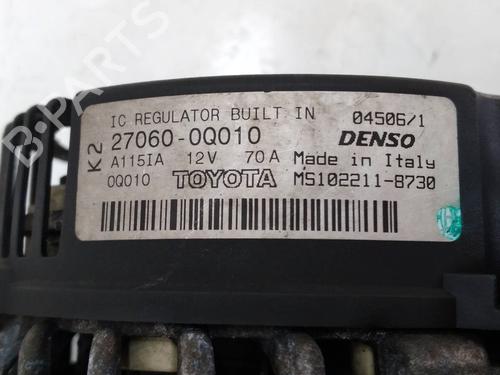 IC REGULATOR BUILT IN 04506/1
K2 27060-0Q010 DENSO
A115IA 12V 70A Made in Italy
0Q010 TOYOTA MS102211-8730
B-PARTS